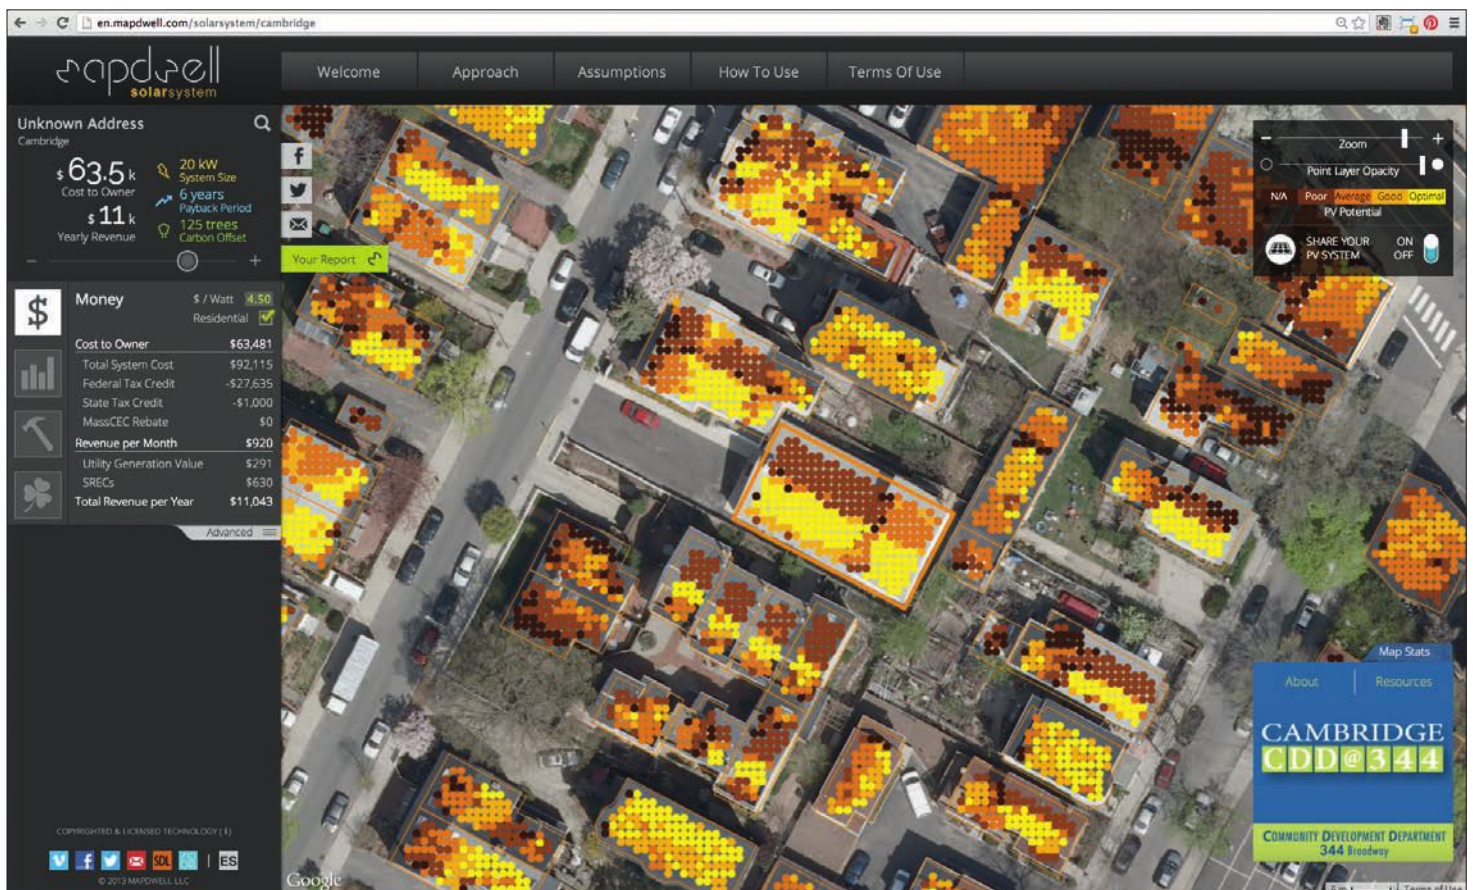 en.mapdwell.com/solarsystem/cambridge
mapdwell
solarsystem
Welcome
Approach
Assumptions
How To Use
Terms Of Use
Unknown Address
Cambridge
$ 63.5 k
Cost to Owner
$ 11 k
Yearly Revenue
20 kW
System Size
6 years
Payback Period
125 trees
Carbon Offset
Your Report
Money
$ / Watt 4.50
Residential
Cost to Owner $63,481
Total System Cost $92,115
Federal Tax Credit -$27,635
State Tax Credit -$1,000
MassCEC Rebate $0
Revenue per Month $920
Utility Generation Value $291
SRECs $630
Total Revenue per Year $11,043
Advanced
Zoom
Point Layer Opacity
N/A Poor Average Good Optimal
PV Potential
SHARE YOUR ON
PV SYSTEM OFF
Map Stats
About
Resources
CAMBRIDGE
CDD@344
COMMUNITY DEVELOPMENT DEPARTMENT
344 Broadway
COPYRIGHTED & LICENSED TECHNOLOGY ( i )
SDL
ES
© 2013 MAPDWELL LLC
Google
Terms of Use